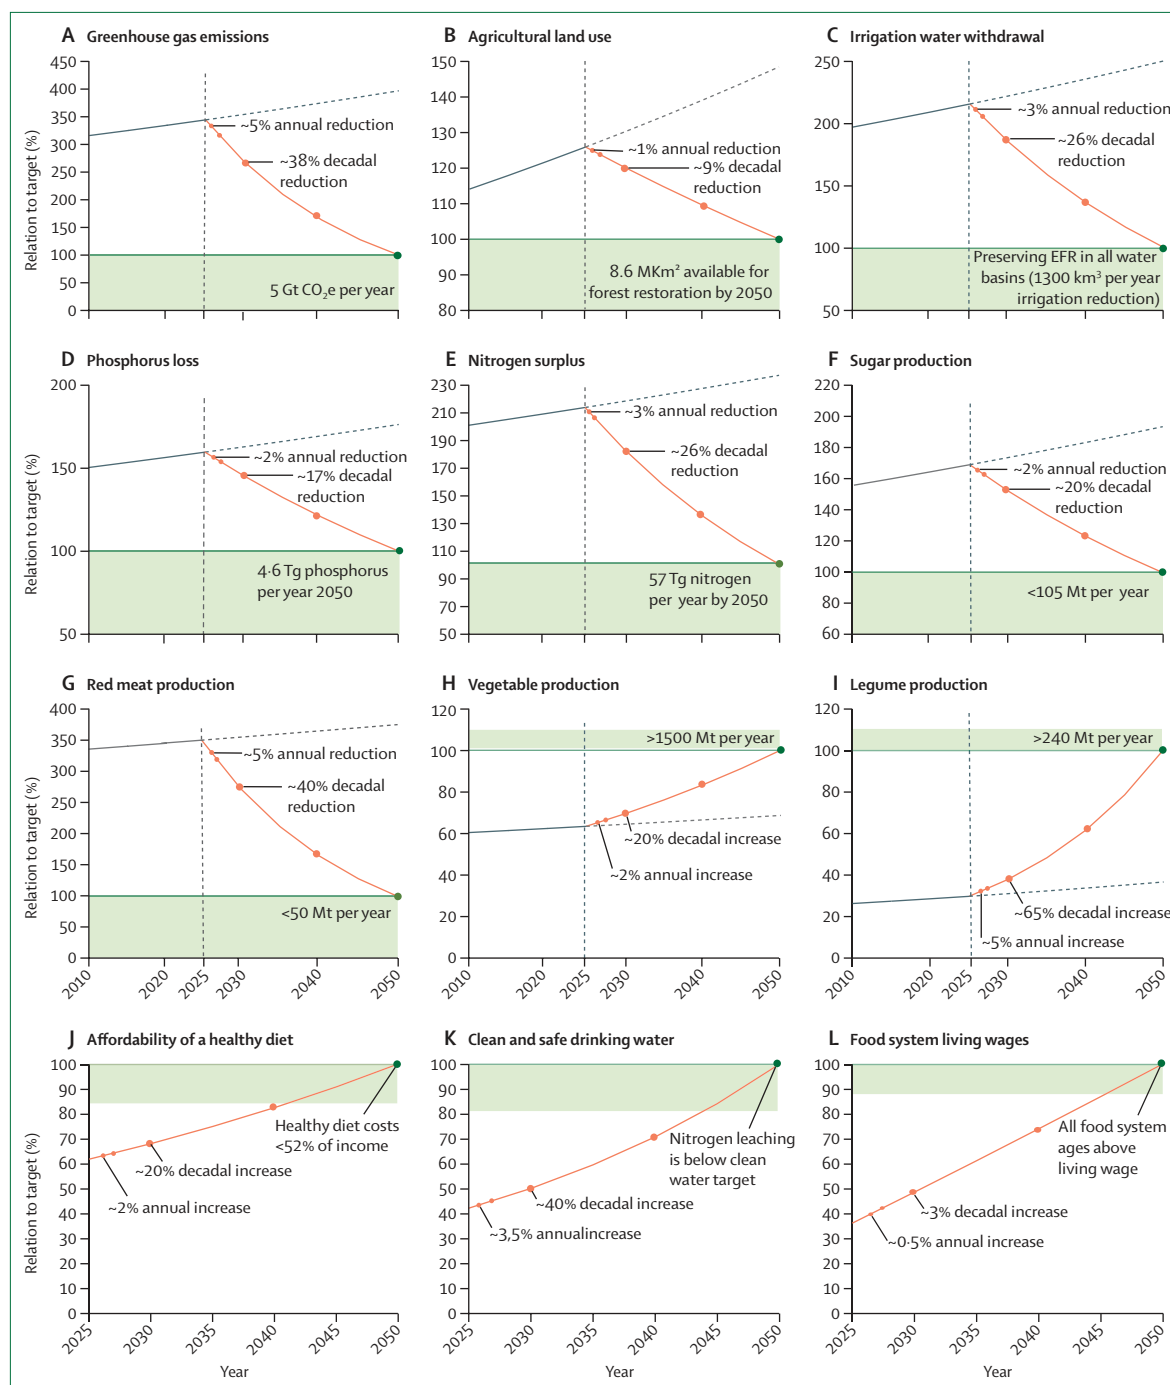 A Greenhouse gas emissions
Relation to target (%)
450
400
350
300
250
200
150
100
50
0
~5% annual reduction
~38% decadal
reduction
5 Gt CO₂e per year
B Agricultural land use
150
140
130
120
110
100
90
80
~1% annual reduction
~9% decadal
reduction
8.6 MKm² available for
forest restoration by 2050
C Irrigation water withdrawal
250
200
150
100
50
~3% annual reduction
~26% decadal
reduction
Preserving EFR in all water
basins (1300 km³ per year
irrigation reduction)
D Phosphorus loss
Relation to target (%)
200
150
100
50
~2% annual reduction
~17% decadal
reduction
4·6 Tg phosphorus
per year 2050
E Nitrogen surplus
230
210
190
170
150
130
110
90
70
50
~3% annual reduction
~26% decadal
reduction
57 Tg nitrogen
per year by 2050
F Sugar production
220
200
180
160
140
120
100
80
60
~2% annual reduction
~20% decadal
reduction
<105 Mt per year
G Red meat production
Relation to target (%)
400
350
300
250
200
150
100
50
0
~5% annual reduction
~40% decadal
reduction
<50 Mt per year
2010
2020
2025
2030
2040
2050
H Vegetable production
120
100
80
60
40
20
0
>1500 Mt per year
~20% decadal increase
~2% annual increase
2010
2020
2025
2030
2040
2050
I Legume production
120
100
80
60
40
20
0
>240 Mt per year
~65% decadal increase
~5% annual increase
2010
2020
2025
2030
2040
2050
J Affordability of a healthy diet
Relation to target (%)
100
90
80
70
60
50
40
30
20
10
0
Healthy diet costs
<52% of income
~20% decadal increase
~2% annual increase
2025
2030
2035
2040
2045
2050
Year
K Clean and safe drinking water
100
90
80
70
60
50
40
30
20
10
0
Nitrogen leaching
is below clean
water target
~40% decadal increase
~3,5% annualincrease
2025
2030
2035
2040
2045
2050
Year
L Food system living wages
100
90
80
70
60
50
40
30
20
10
0
All food system
ages above
living wage
~3% decadal increase
~0·5% annual increase
2025
2030
2035
2040
2045
2050
Year